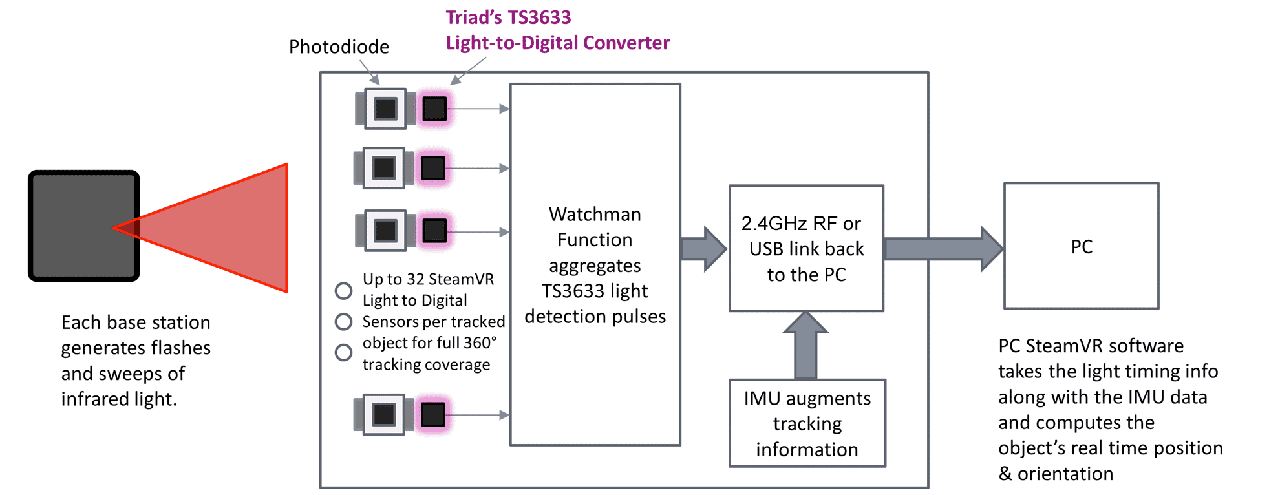 Triad's TS3633
Light-to-Digital Converter
Photodiode
Each base station
generates flashes
and sweeps of
infrared light.
Up to 32 SteamVR
Light to Digital
Sensors per tracked
object for full 360°
tracking coverage
Watchman
Function
aggregates
TS3633 light
detection pulses
2.4GHz RF or
USB link back
to the PC
IMU augments
tracking
information
PC
PC SteamVR software
takes the light timing info
along with the IMU data
and computes the
object's real time position
& orientation